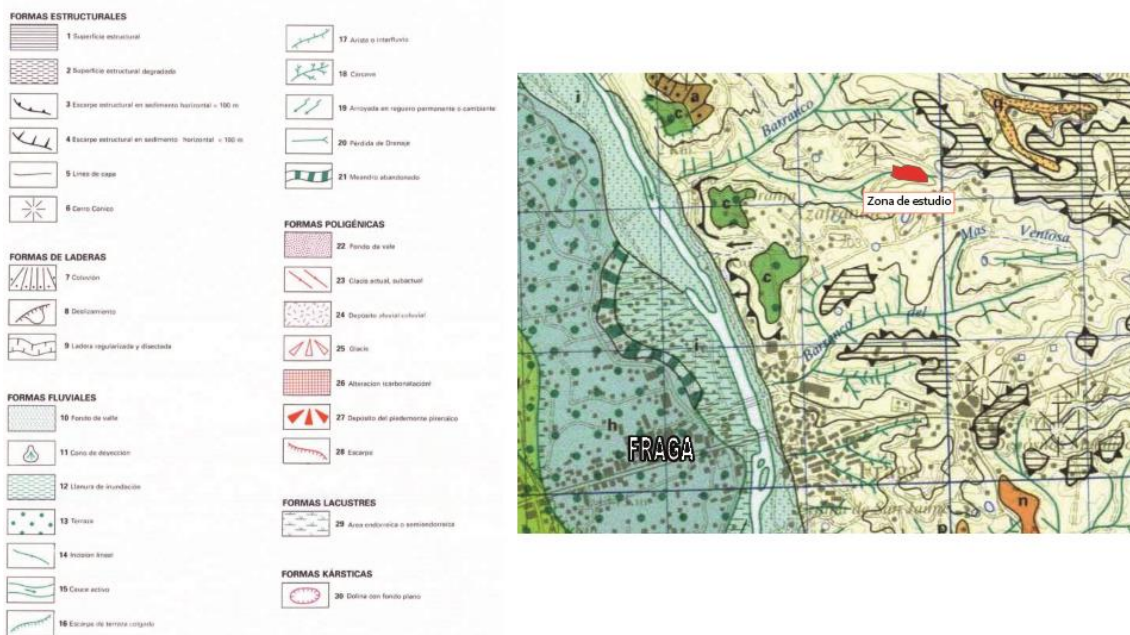 FORMAS ESTRUCTURALES
1 Superficie estructural
2 Superficie estructural degradada
3 Escarpe estructural en sedimento horizontal < 100 m
4 Escarpe estructural en sedimento horizontal < 100 m
5 Línea de capa
6 Cerro Cónico
FORMAS DE LADERAS
7 Coluvión
8 Deslizamiento
9 Ladera regularizada y disectada
FORMAS FLUVIALES
10 Fondo de valle
11 Cono de deyección
12 Llanura de inundación
13 Terraza
14 Incisión lineal
15 Cauce activo
16 Escarpe de terraza colgada
17 Arista o interfluvio
18 Cárcava
19 Arroyada en reguero permanente o cambiante
20 Pérdida de Drenaje
21 Meandro abandonado
FORMAS POLIGÉNICAS
22 Fondo de vale
23 Glacis actual, subactual
24 Depósito aluvial-coluvial
25 Glacis
26 Alteración (carbonatación)
27 Depósito del piedemonte pirenaico
28 Escarpe
FORMAS LACUSTRES
29 Area endorreica o semiendorreica
FORMAS KÁRSTICAS
30 Dolina con fondo plano
i
a
c
Barranco
g
Zona de estudio
c
Mas
Ventosa
c
del
Barranco
i
h
FRAGA
n